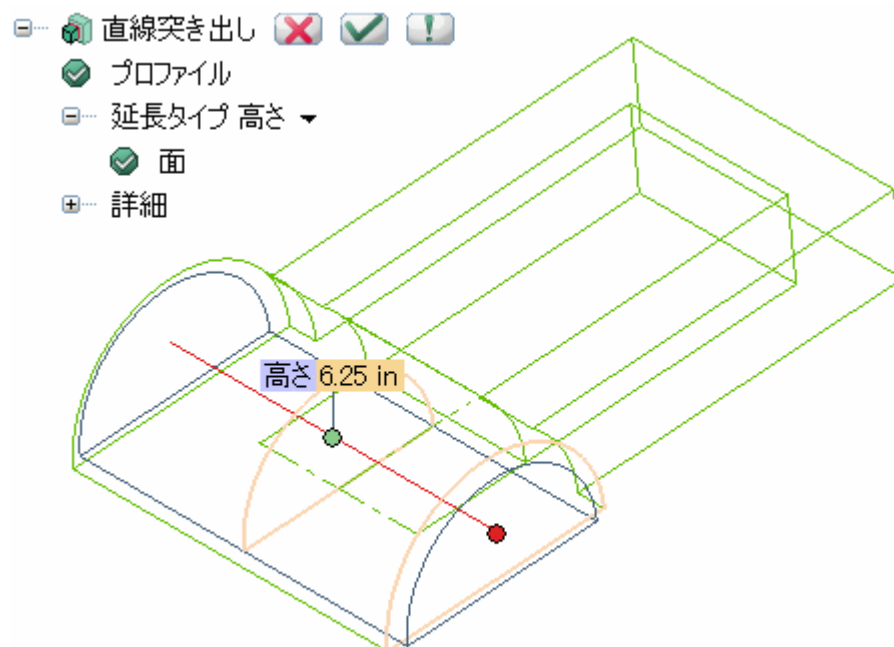 直線突き出し
プロファイル
延長タイプ 高さ
面
詳細
高さ 6.25 in